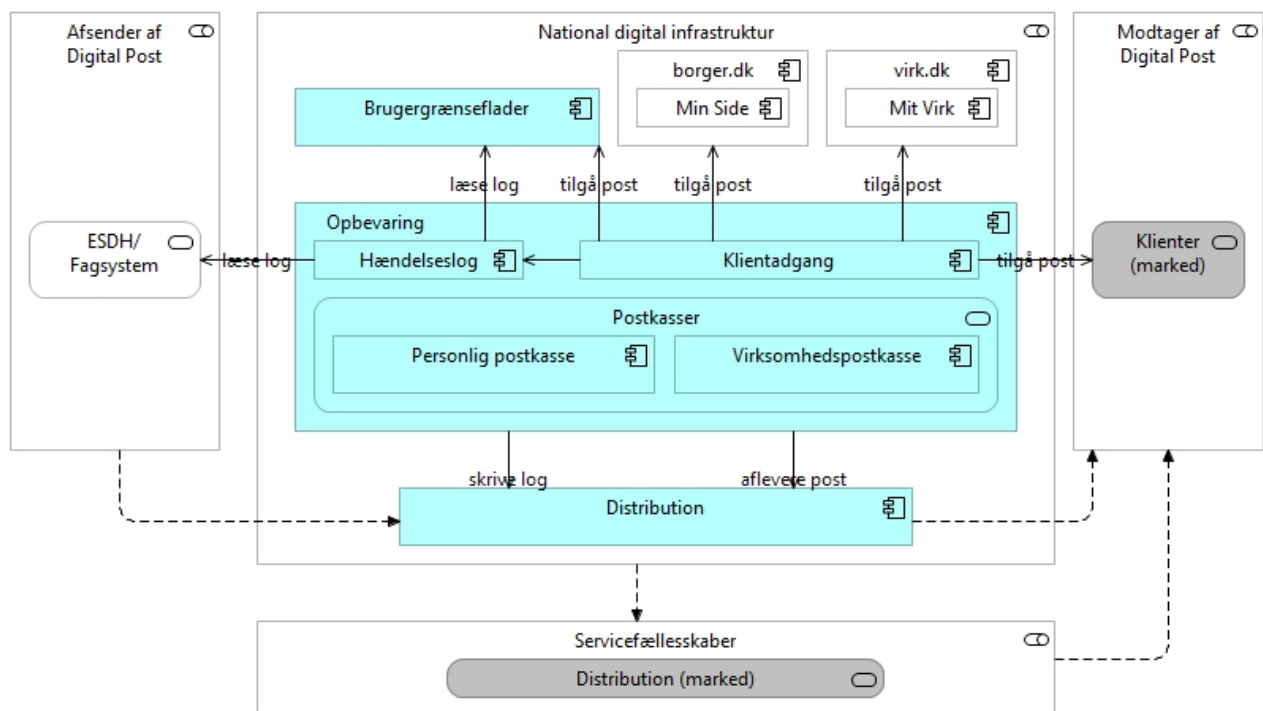 Afsender af
Digital Post
National digital infrastruktur
Modtager af
Digital Post
borger.dk
virk.dk
Brugergrænseflader
Min Side
Mit Virk
læse log
tilgå post
tilgå post
tilgå post
Opbevaring
ESDH/
Fagsystem
læse log
Hændelseslog
Klientadgang
tilgå post
Klienter
(marked)
Postkasser
Personlig postkasse
Virksomhedspostkasse
skrive log
aflevere post
Distribution
Servicefællesskaber
Distribution (marked)